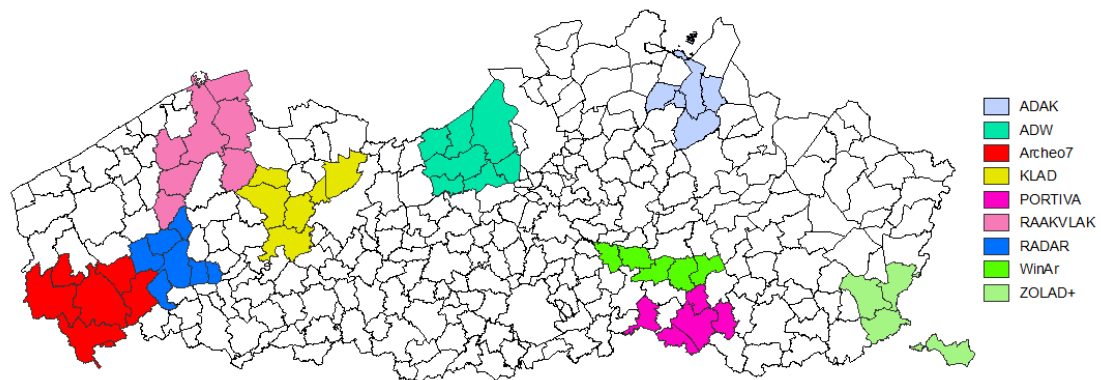 ADAK
ADW
Archeo7
KLAD
PORTIVA
RAAKVLAK
RADAR
WinAr
ZOLAD+